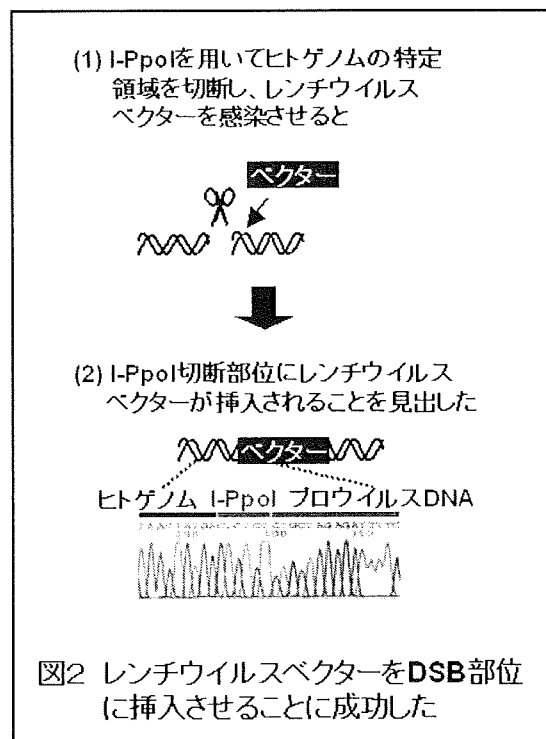 (1) I-PpoIを用いてヒトゲノムの特定
領域を切断し、レンチウイルス
ベクターを感染させると
ベクター
(2) I-PpoI切断部位にレンチウイルス
ベクターが挿入されることを見出した
ベクター
ヒトゲノム I-PpoI プロウイルスDNA
図2 レンチウイルスベクターをDSB部位
に挿入させることに成功した